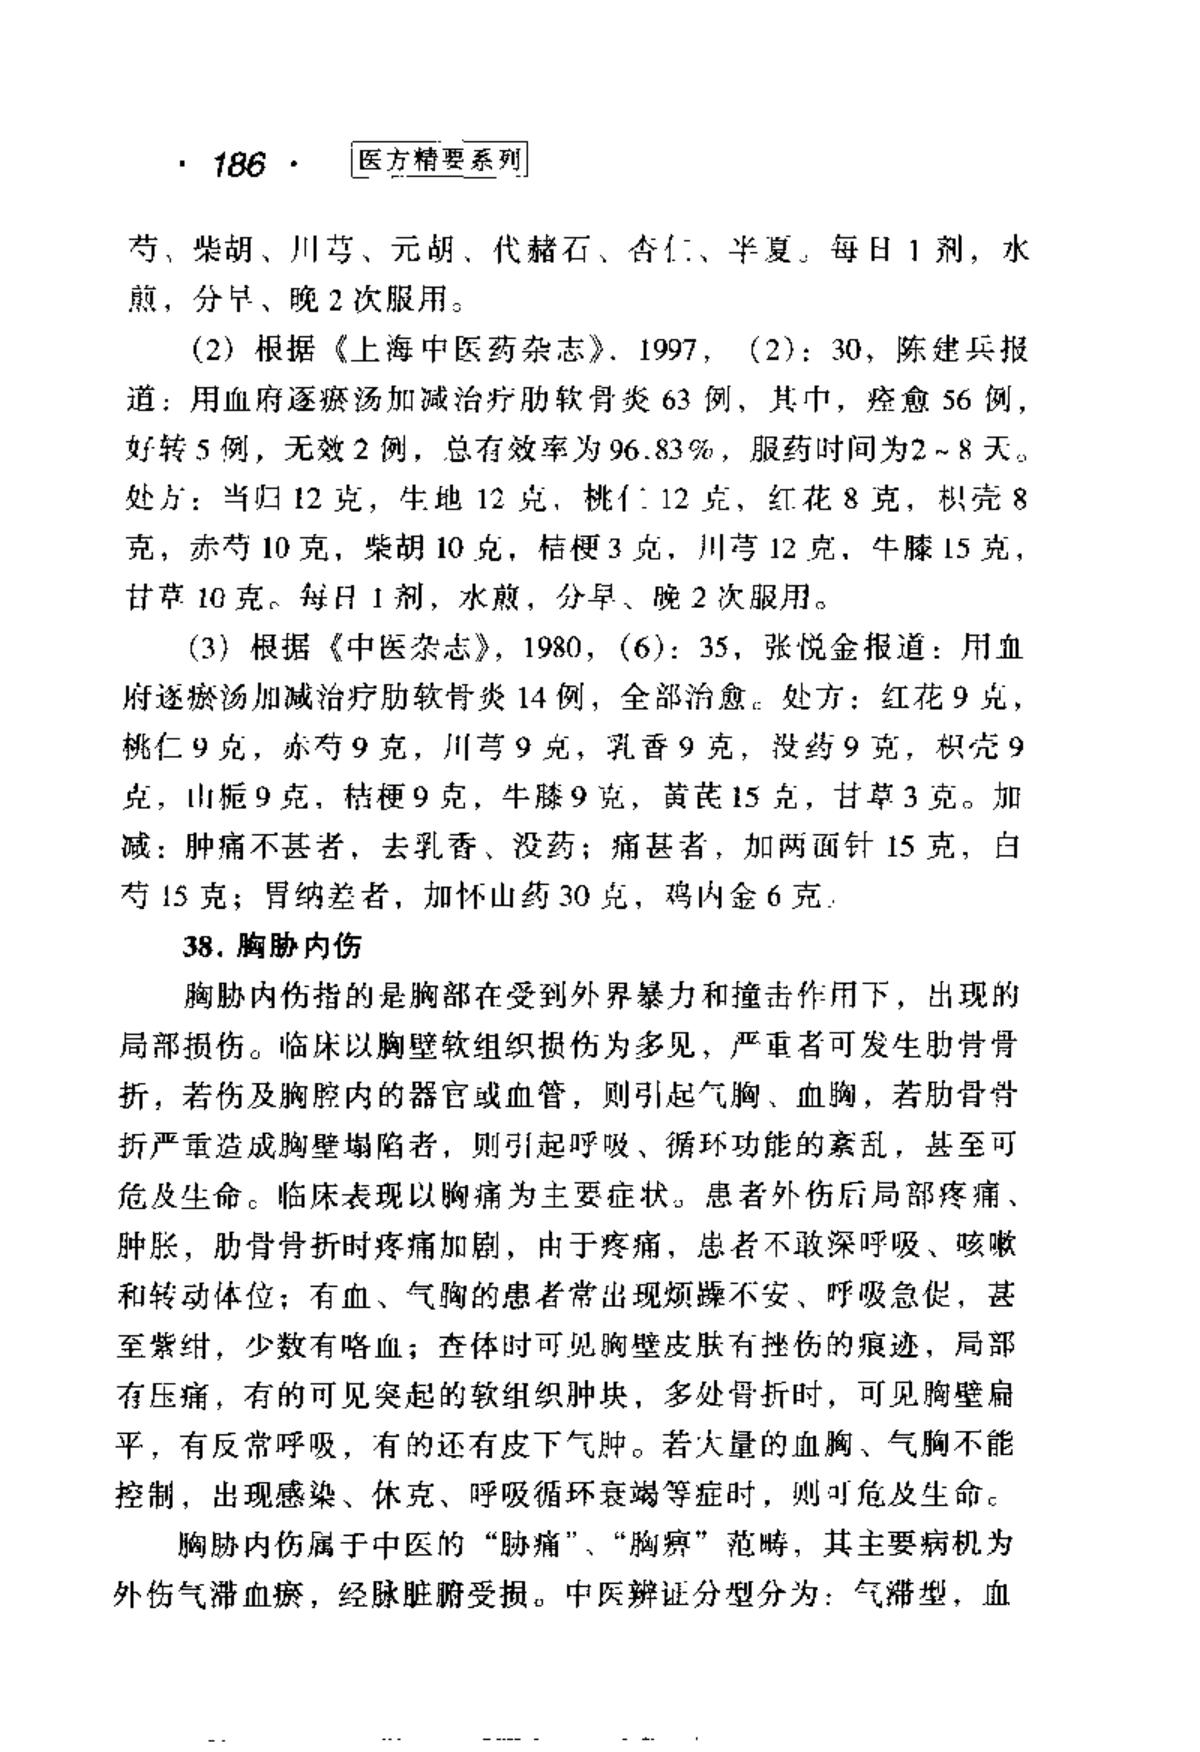 · 186 · 医方精要系列
芍、柴胡、川芎、元胡、代赭石、杏仁、半夏。每日 1 剂，水
煎，分早、晚 2 次服用。
(2) 根据《上海中医药杂志》. 1997, (2): 30, 陈建兵报
道：用血府逐瘀汤加减治疗肋软骨炎 63 例，其中，痊愈 56 例，
好转 5 例，无效 2 例，总有效率为 96.83%，服药时间为2～8 天。
处方：当归 12 克，生地 12 克，桃仁 12 克，红花 8 克，枳壳 8
克，赤芍 10 克，柴胡 10 克，桔梗 3 克，川芎 12 克，牛膝 15 克，
甘草 10 克。每日 1 剂，水煎，分早、晚 2 次服用。
(3) 根据《中医杂志》, 1980, (6): 35, 张悦金报道：用血
府逐瘀汤加减治疗肋软骨炎 14 例，全部治愈。处方：红花 9 克，
桃仁 9 克，赤芍 9 克，川芎 9 克，乳香 9 克，没药 9 克，枳壳 9
克，山栀 9 克，桔梗 9 克，牛膝 9 克，黄芪 15 克，甘草 3 克。加
减：肿痛不甚者，去乳香、没药；痛甚者，加两面针 15 克，白
芍 15 克；胃纳差者，加怀山药 30 克，鸡内金 6 克.
38. 胸胁内伤
胸胁内伤指的是胸部在受到外界暴力和撞击作用下，出现的
局部损伤。临床以胸壁软组织损伤为多见，严重者可发生肋骨骨
折，若伤及胸腔内的器官或血管，则引起气胸、血胸，若肋骨骨
折严重造成胸壁塌陷者，则引起呼吸、循环功能的紊乱，甚至可
危及生命。临床表现以胸痛为主要症状。患者外伤后局部疼痛、
肿胀，肋骨骨折时疼痛加剧，由于疼痛，患者不敢深呼吸、咳嗽
和转动体位；有血、气胸的患者常出现烦躁不安、呼吸急促，甚
至紫绀，少数有咯血；查体时可见胸壁皮肤有挫伤的痕迹，局部
有压痛，有的可见突起的软组织肿块，多处骨折时，可见胸壁扁
平，有反常呼吸，有的还有皮下气肿。若大量的血胸、气胸不能
控制，出现感染、休克、呼吸循环衰竭等症时，则可危及生命。
胸胁内伤属于中医的“胁痛”、“胸痹”范畴，其主要病机为
外伤气滞血瘀，经脉脏腑受损。中医辨证分型分为：气滞型，血